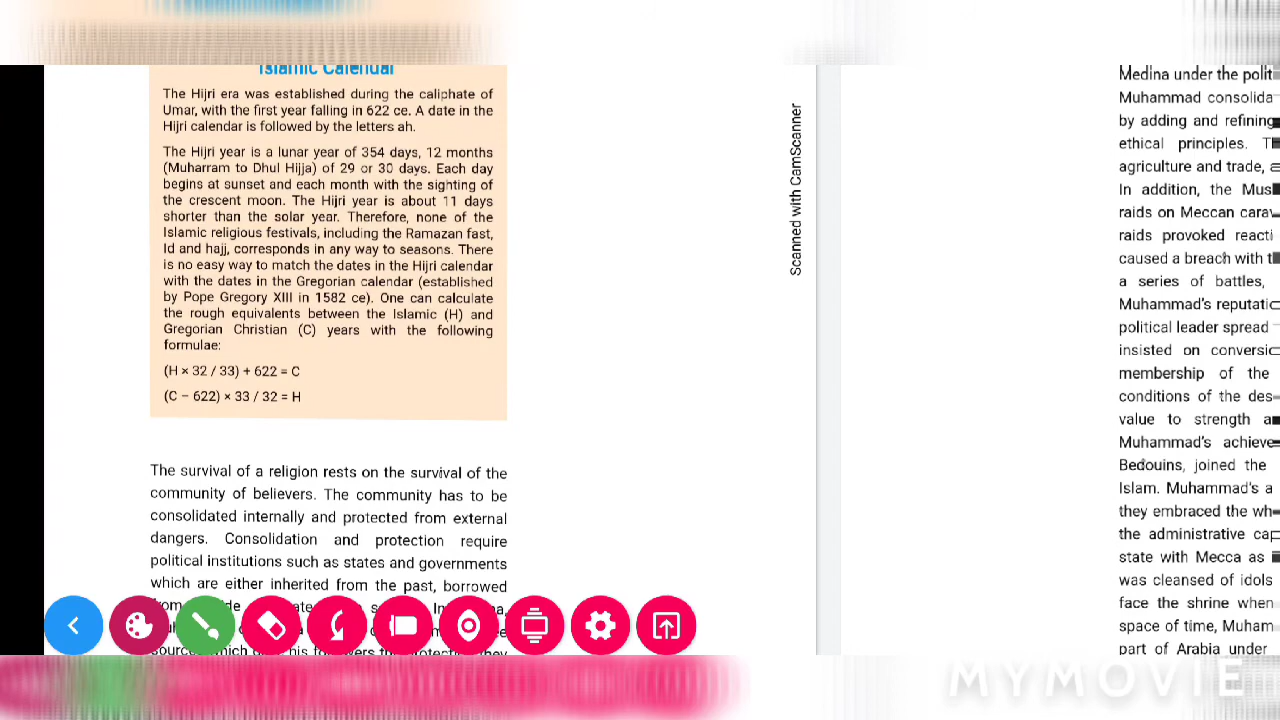 Islamic Calendar
The Hijri era was established during the caliphate of
Umar, with the first year falling in 622 ce. A date in the
Hijri calendar is followed by the letters ah.
The Hijri year is a lunar year of 354 days, 12 months
(Muharram to Dhul Hijja) of 29 or 30 days. Each day
begins at sunset and each month with the sighting of
the crescent moon. The Hijri year is about 11 days
shorter than the solar year. Therefore, none of the
Islamic religious festivals, including the Ramazan fast,
Id and hajj, corresponds in any way to seasons. There
is no easy way to match the dates in the Hijri calendar
with the dates in the Gregorian calendar (established
by Pope Gregory XIII in 1582 ce). One can calculate
the rough equivalents between the Islamic (H) and
Gregorian Christian (C) years with the following
formulae:
(H × 32 / 33) + 622 = C
(C – 622) × 33 / 32 = H
The survival of a religion rests on the survival of the
community of believers. The community has to be
consolidated internally and protected from external
dangers. Consolidation and protection require
political institutions such as states and governments
which are either inherited from the past, borrowed
Scanned with CamScanner
Medina under the polit
Muhammad consolida
by adding and refining
ethical principles. T
agriculture and trade, a
In addition, the Mus
raids on Meccan carav
raids provoked reacti
caused a breach with t
a series of battles,
Muhammad's reputatio
political leader spread
insisted on conversio
membership of the
conditions of the des
value to strength a
Muhammad's achieve
Bedouins, joined the
Islam. Muhammad's a
they embraced the wh
the administrative cap
state with Mecca as
was cleansed of idols
face the shrine when
space of time, Muham
part of Arabia under
MYMOVIE